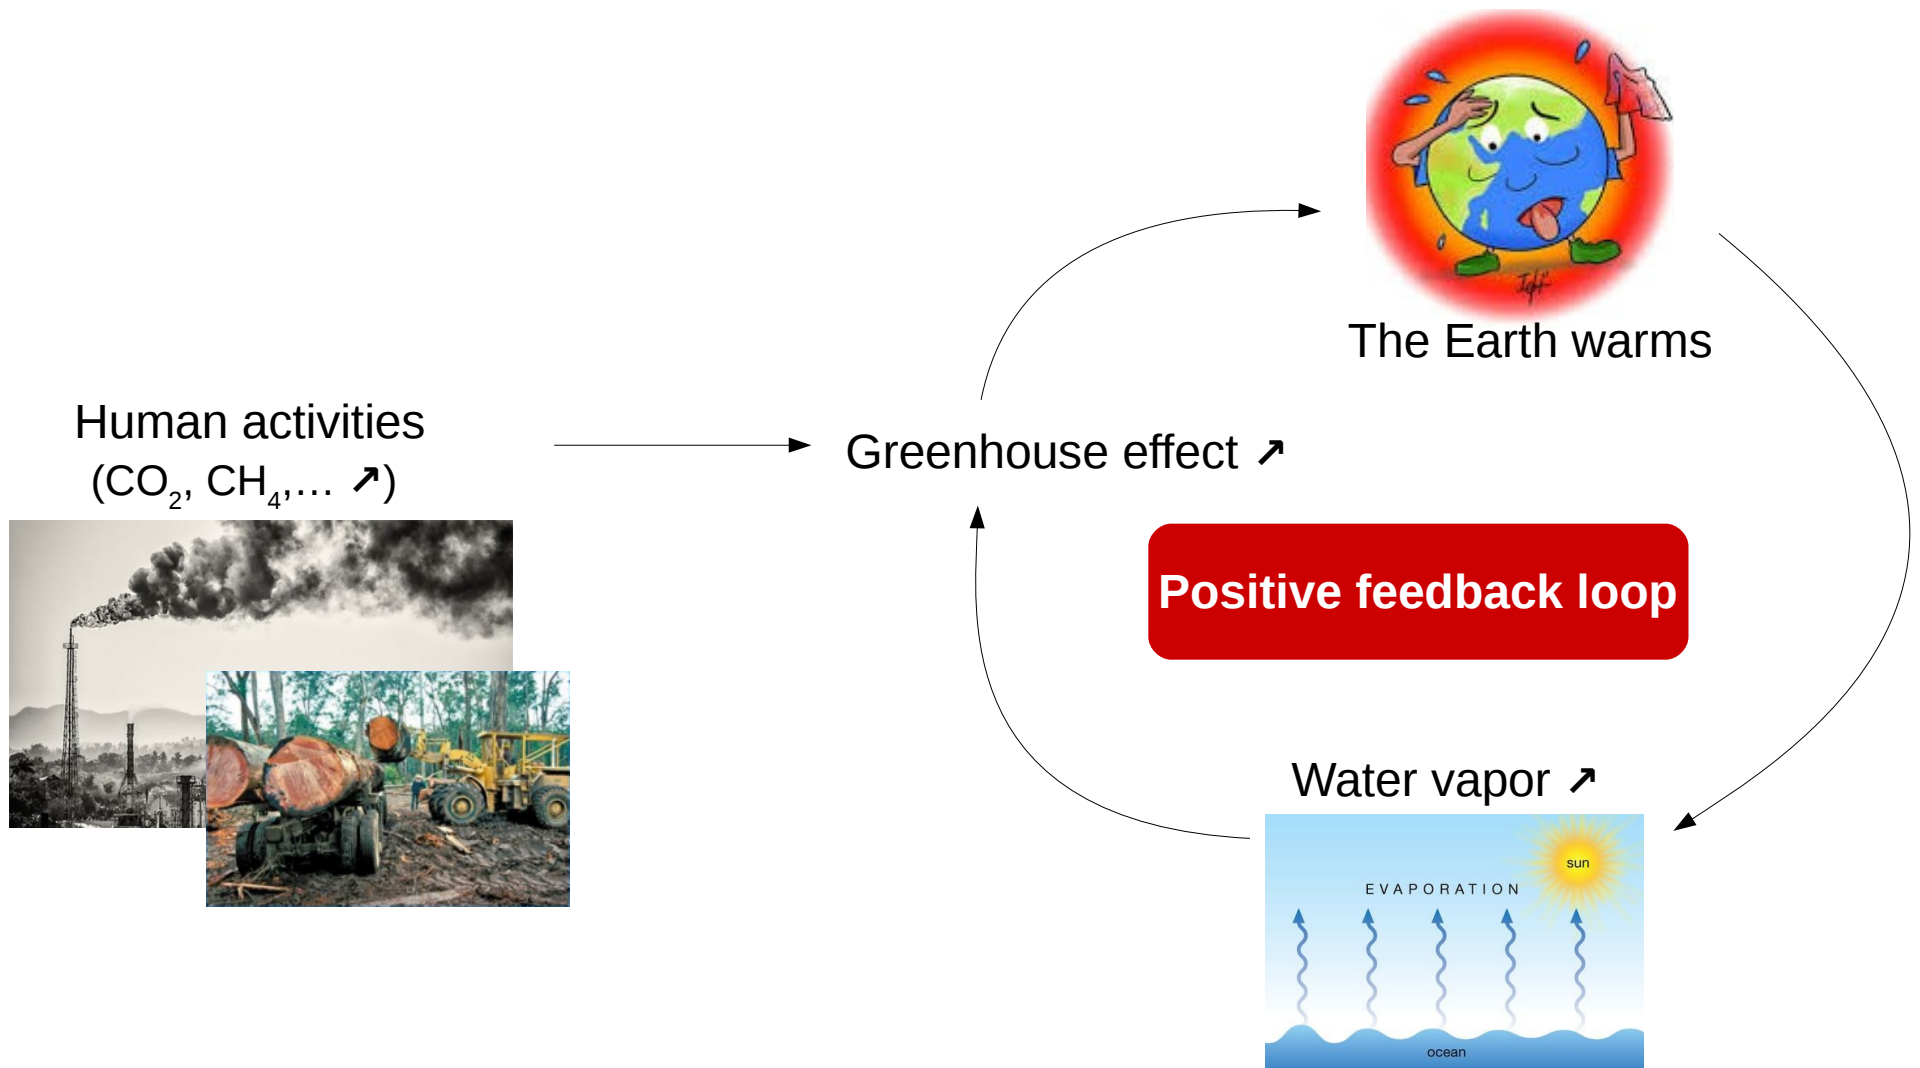 The Earth warms
Human activities
(CO₂, CH₄,… ↗)
Greenhouse effect ↗
Positive feedback loop
Water vapor ↗
sun
EVAPORATION
ocean